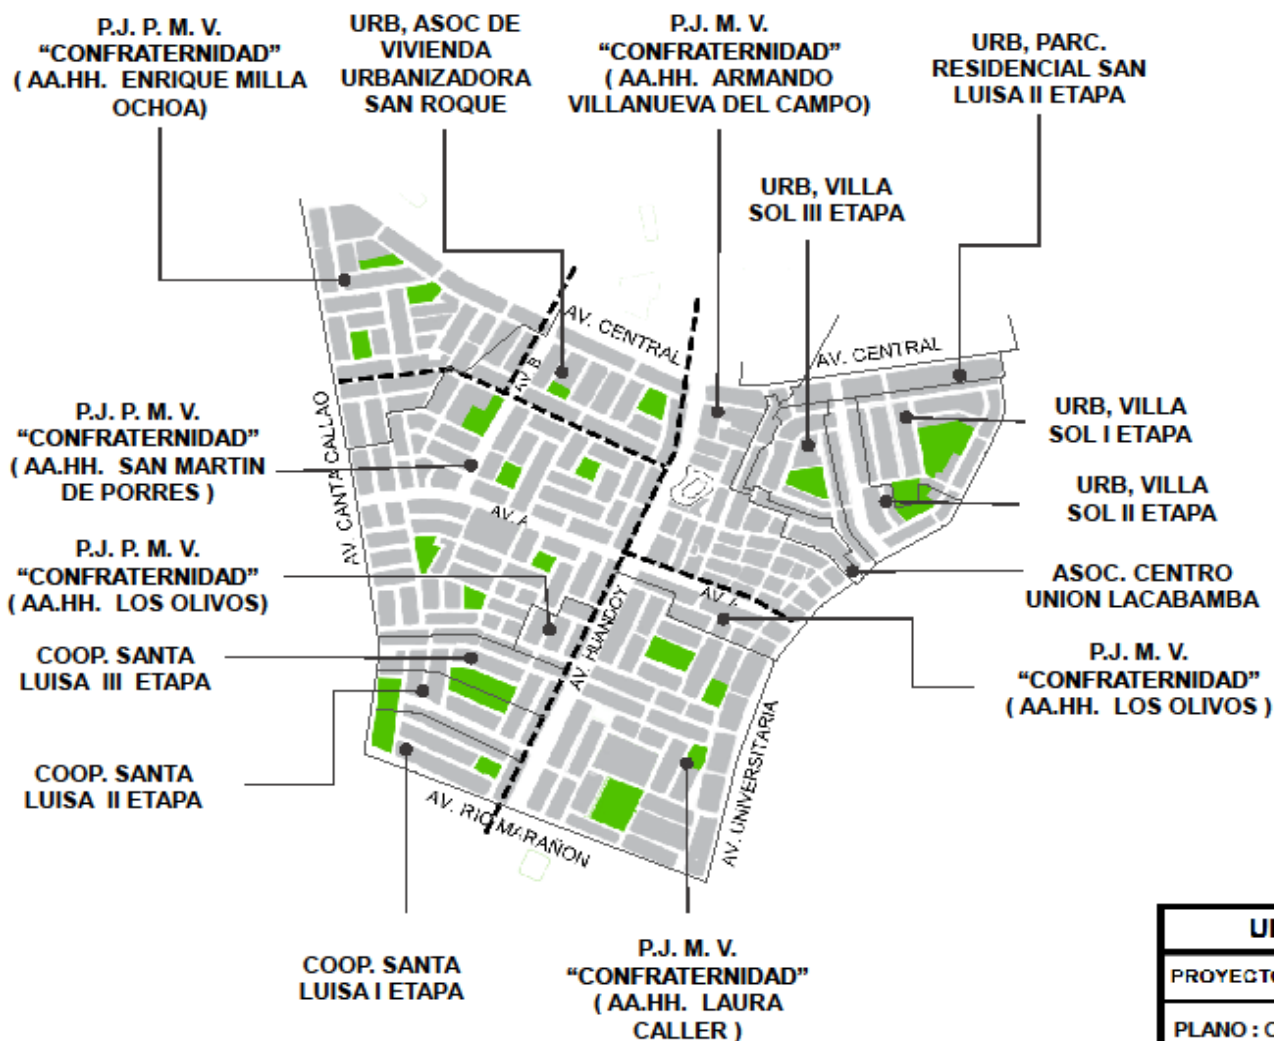 P.J. P. M. V.
“CONFRATERNIDAD”
( AA.HH. ENRIQUE MILLA
OCHOA)
URB, ASOC DE
VIVIENDA
URBANIZADORA
SAN ROQUE
P.J. M. V.
“CONFRATERNIDAD”
( AA.HH. ARMANDO
VILLANUEVA DEL CAMPO)
URB, PARC.
RESIDENCIAL SAN
LUISA II ETAPA
URB, VILLA
SOL III ETAPA
AV. CENTRAL
AV. CENTRAL
AV. B
AV. CANTA CALLAO
P.J. P. M. V.
“CONFRATERNIDAD”
( AA.HH. SAN MARTIN
DE PORRES )
URB, VILLA
SOL I ETAPA
URB, VILLA
SOL II ETAPA
AV. A
P.J. P. M. V.
“CONFRATERNIDAD”
( AA.HH. LOS OLIVOS)
ASOC. CENTRO
UNION LACABAMBA
AV.
AV. HUANDOY
COOP. SANTA
LUISA III ETAPA
P.J. M. V.
“CONFRATERNIDAD”
( AA.HH. LOS OLIVOS )
COOP. SANTA
LUISA II ETAPA
AV. UNIVERSITARIA
AV. RIO MARAÑON
COOP. SANTA
LUISA I ETAPA
P.J. M. V.
“CONFRATERNIDAD”
( AA.HH. LAURA
CALLER )
PROYECTO
PLANO :